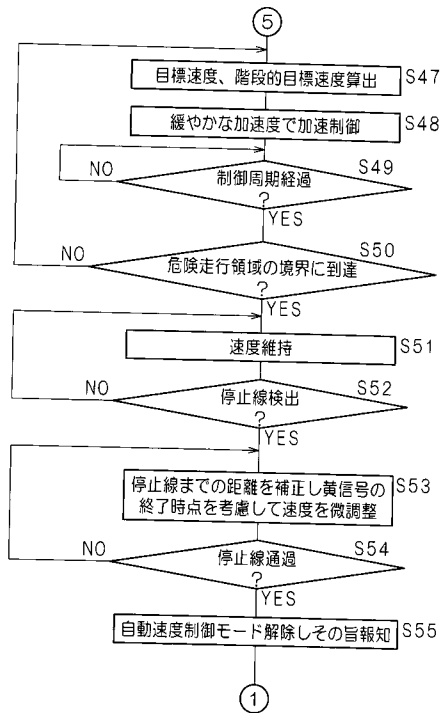 5
目標速度、階段的目標速度算出 S47
緩やかな加速度で加速制御 S48
NO 制御周期経過 S49
?
YES
NO 危険走行領域の境界に到達 S50
?
YES
速度維持 S51
NO 停止線検出 S52
?
YES
停止線までの距離を補正し黄信号の S53
終了時点を考慮して速度を微調整
NO 停止線通過 S54
?
YES
自動速度制御モード解除しその旨報知 S55
1